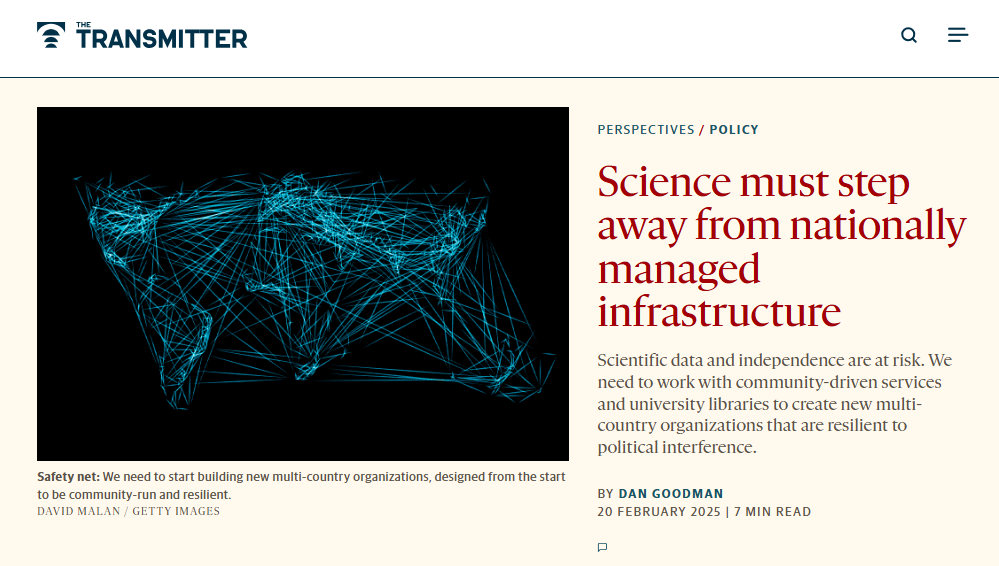 THE
TRANSMITTER
PERSPECTIVES / POLICY
Science must step
away from nationally
managed
infrastructure
Scientific data and independence are at risk. We
need to work with community-driven services
and university libraries to create new multi-
country organizations that are resilient to
political interference.
BY DAN GOODMAN
20 FEBRUARY 2025 | 7 MIN READ
Safety net: We need to start building new multi-country organizations, designed from the start
to be community-run and resilient.
DAVID MALAN / GETTY IMAGES